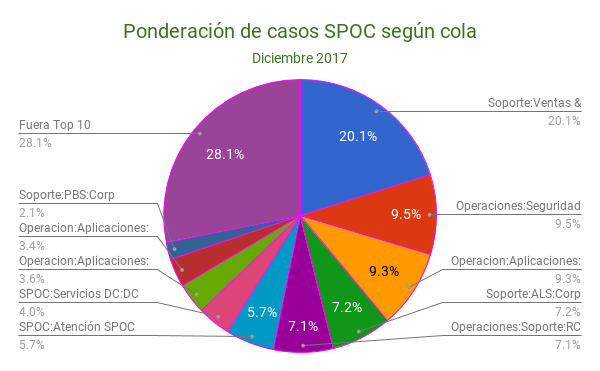 Ponderación de casos SPOC según cola
Diciembre 2017
Fuera Top 10
28.1%
Soporte:PBS:Corp
2.1%
Operacion:Aplicaciones:
3.4%
Operacion:Aplicaciones:
3.6%
SPOC:Servicios DC:DC
4.0%
SPOC:Atención SPOC
5.7%
28.1%
20.1%
9.5%
9.3%
7.2%
7.1%
5.7%
Soporte:Ventas &
20.1%
Operaciones:Seguridad
9.5%
Operacion:Aplicaciones:
9.3%
Soporte:ALS:Corp
7.2%
Operaciones:Soporte:RC
7.1%